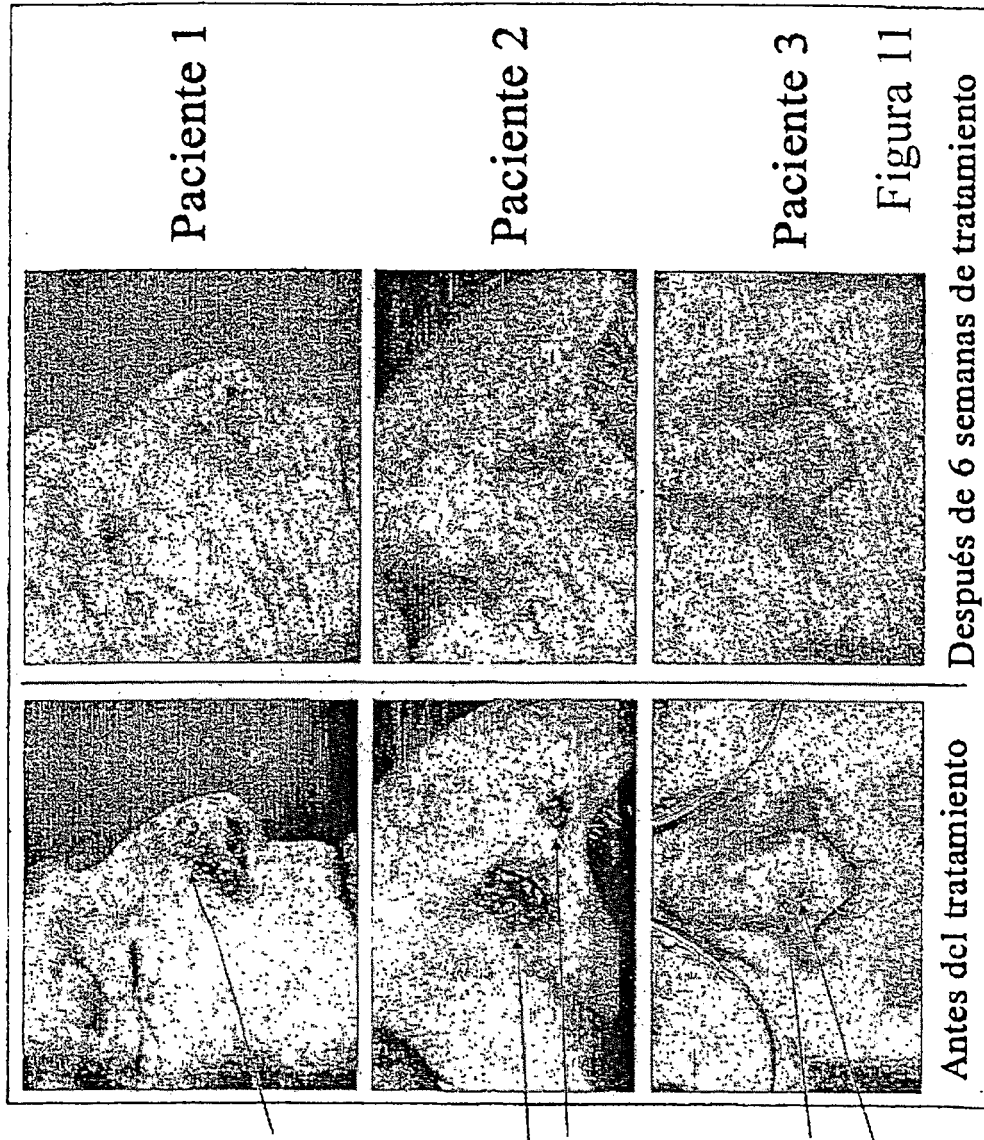 Paciente 1
Paciente 2
Paciente 3
Figura 11
Antes del tratamiento
Después de 6 semanas de tratamiento